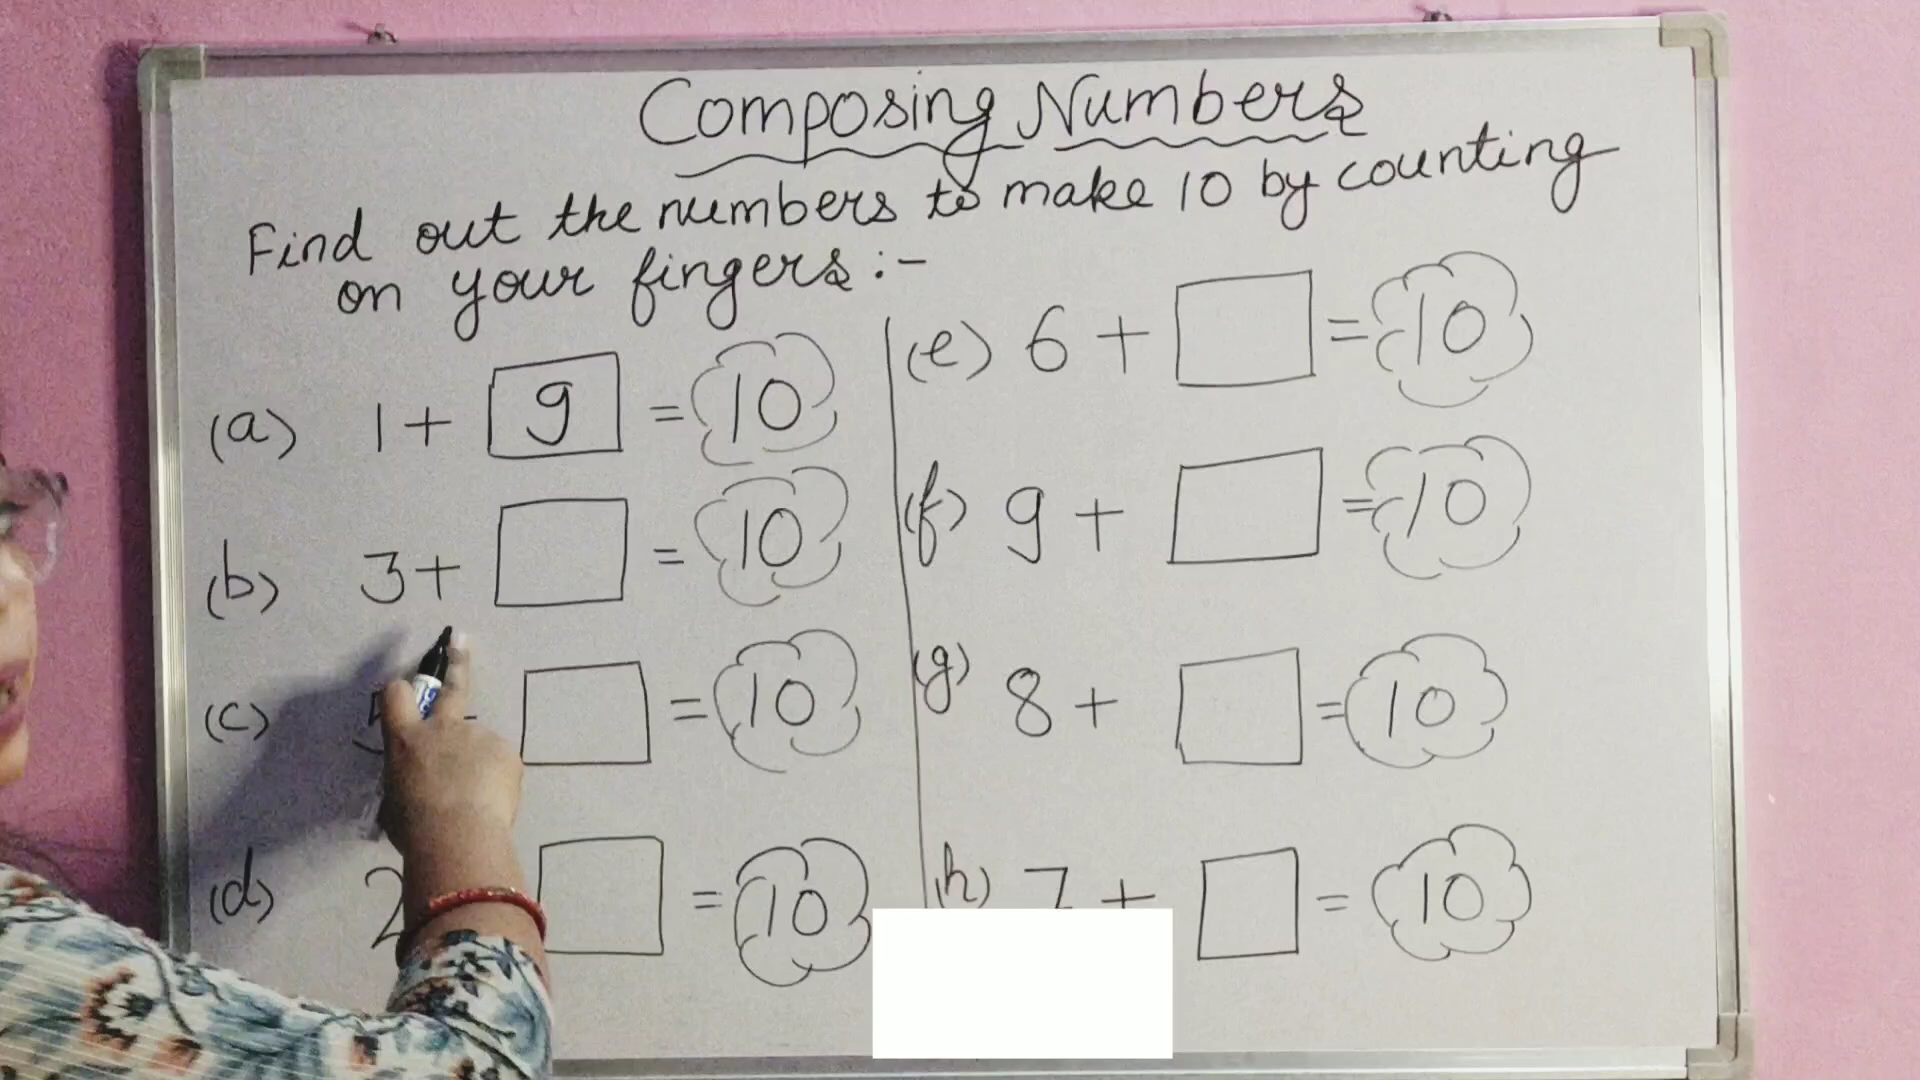 Composing Numbers
Find out the numbers to make 10 by counting
on your fingers :-
(a) 1 + 9 = 10
(b) 3 + = 10
(c) 5 - = 10
(d) 2 = 10
(e) 6 + = 10
(f) 9 + = 10
(g) 8 + = 10
(h) 7 + = 10